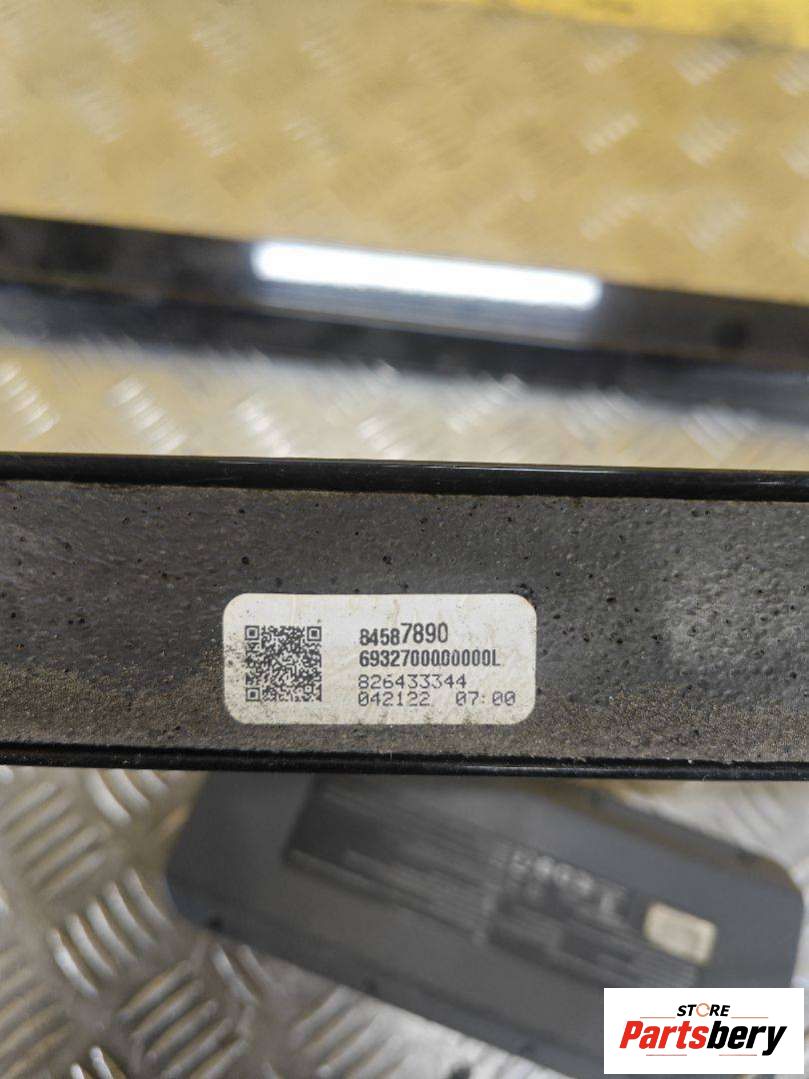 84587890
6932700000000L
826433344
042122 07:00
STORE
Partsbery